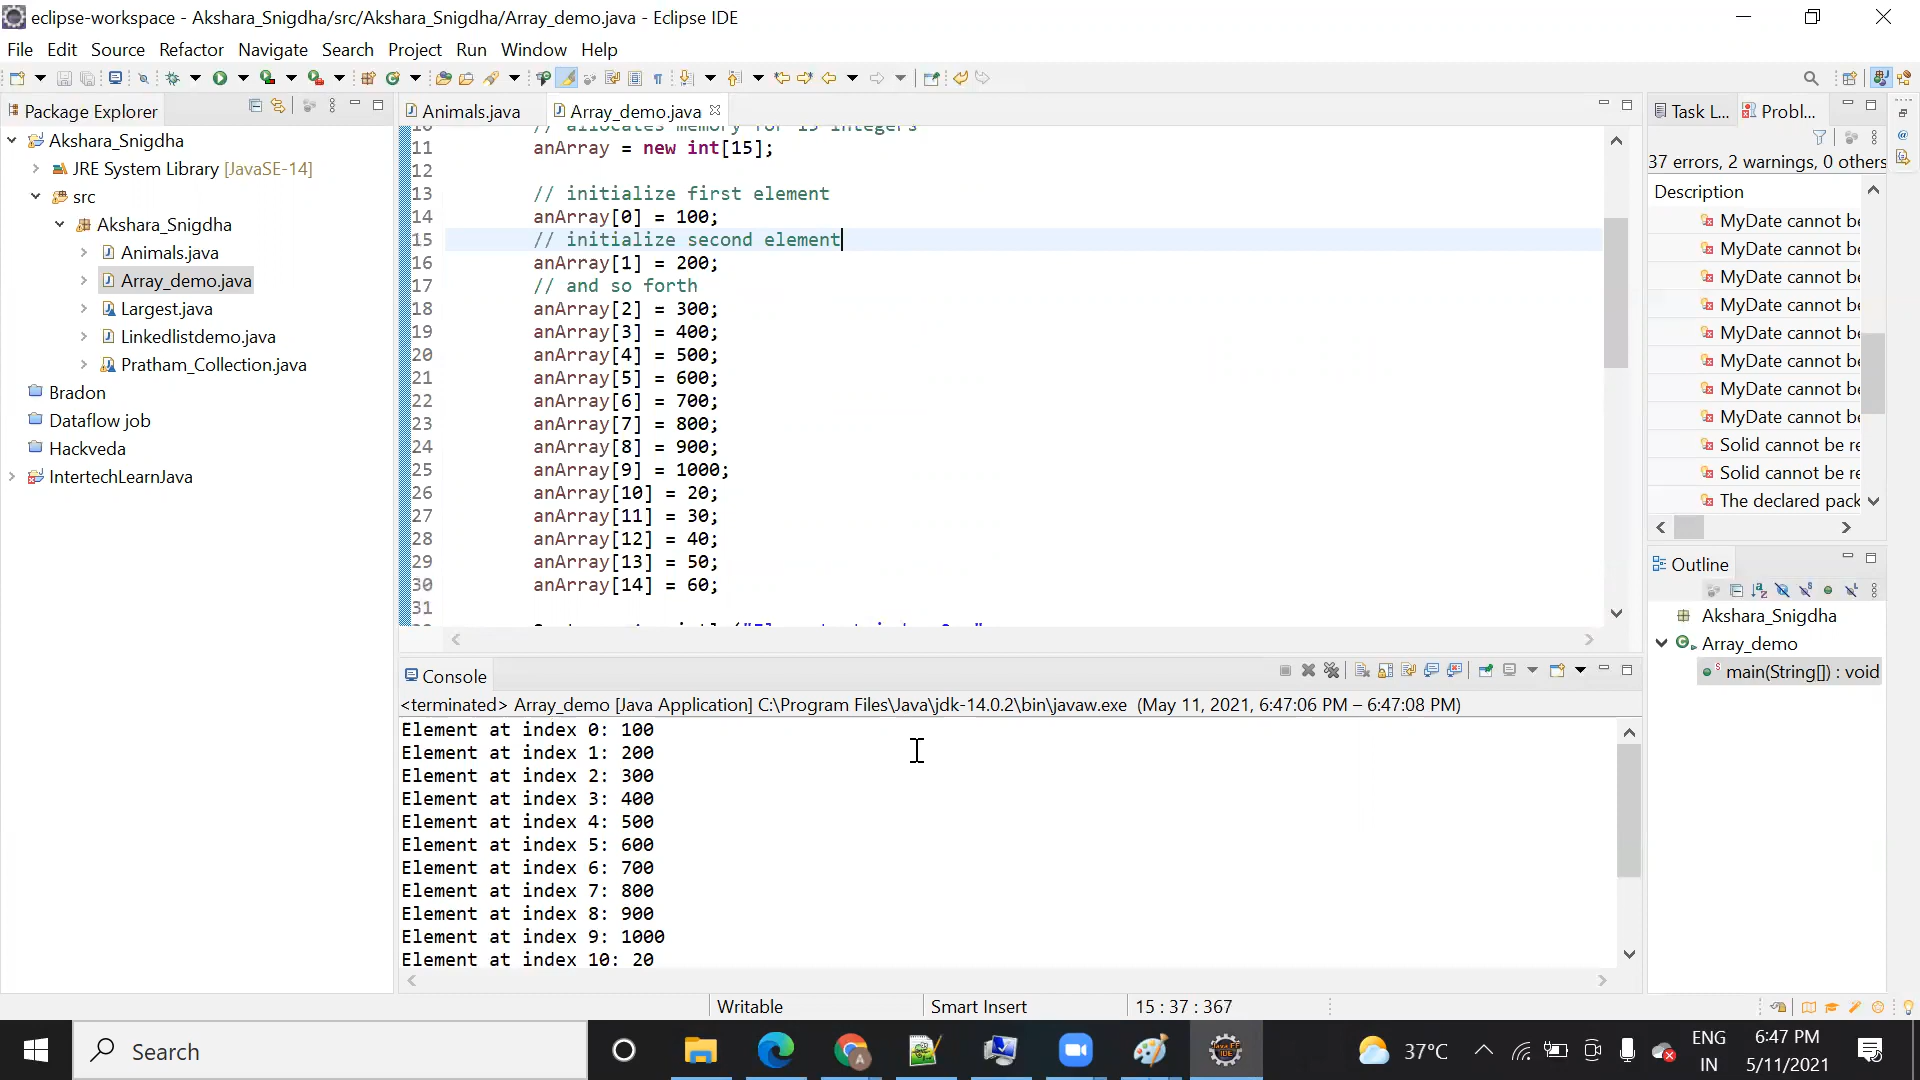 eclipse-workspace - Akshara_Snigdha/src/Akshara_Snigdha/Array_demo.java - Eclipse IDE
File Edit Source Refactor Navigate Search Project Run Window Help
Package Explorer
Akshara_Snigdha
JRE System Library [JavaSE-14]
src
Akshara_Snigdha
Animals.java
Array_demo.java
Largest.java
Linkedlistdemo.java
Pratham_Collection.java
Bradon
Dataflow job
Hackveda
IntertechLearnJava
Animals.java Array_demo.java
10 // allocates memory for 15 integers
11 anArray = new int[15];
12
13 // initialize first element
14 anArray[0] = 100;
15 // initialize second element
16 anArray[1] = 200;
17 // and so forth
18 anArray[2] = 300;
19 anArray[3] = 400;
20 anArray[4] = 500;
21 anArray[5] = 600;
22 anArray[6] = 700;
23 anArray[7] = 800;
24 anArray[8] = 900;
25 anArray[9] = 1000;
26 anArray[10] = 20;
27 anArray[11] = 30;
28 anArray[12] = 40;
29 anArray[13] = 50;
30 anArray[14] = 60;
31
Console
<terminated> Array_demo [Java Application] C:\Program Files\Java\jdk-14.0.2\bin\javaw.exe (May 11, 2021, 6:47:06 PM – 6:47:08 PM)
Element at index 0: 100
Element at index 1: 200
Element at index 2: 300
Element at index 3: 400
Element at index 4: 500
Element at index 5: 600
Element at index 6: 700
Element at index 7: 800
Element at index 8: 900
Element at index 9: 1000
Element at index 10: 20
Task L... Proble...
37 errors, 2 warnings, 0 others
Description
MyDate cannot be
MyDate cannot be
MyDate cannot be
MyDate cannot be
MyDate cannot be
MyDate cannot be
MyDate cannot be
MyDate cannot be
Solid cannot be re
Solid cannot be re
The declared pack
Outline
Akshara_Snigdha
Array_demo
main(String[]) : void
Writable Smart Insert 15 : 37 : 367
Search
37°C
ENG
IN
6:47 PM
5/11/2021